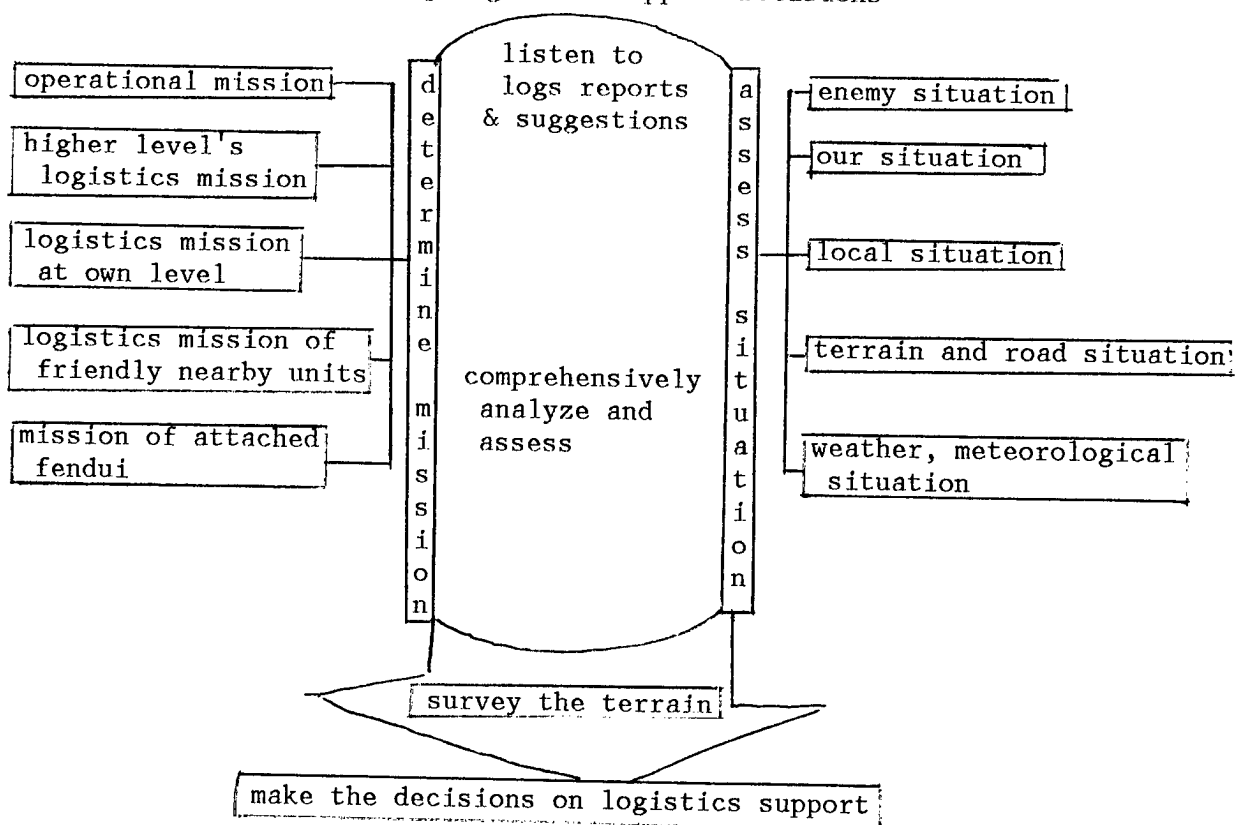 operational mission
higher level's
logistics mission
logistics mission
at own level
logistics mission of
friendly nearby units
mission of attached
fendui
determine mission
listen to
logs reports
& suggestions
comprehensively
analyze and
assess
assess situation
enemy situation
our situation
local situation
terrain and road situation
weather, meteorological
situation
survey the terrain
make the decisions on logistics support